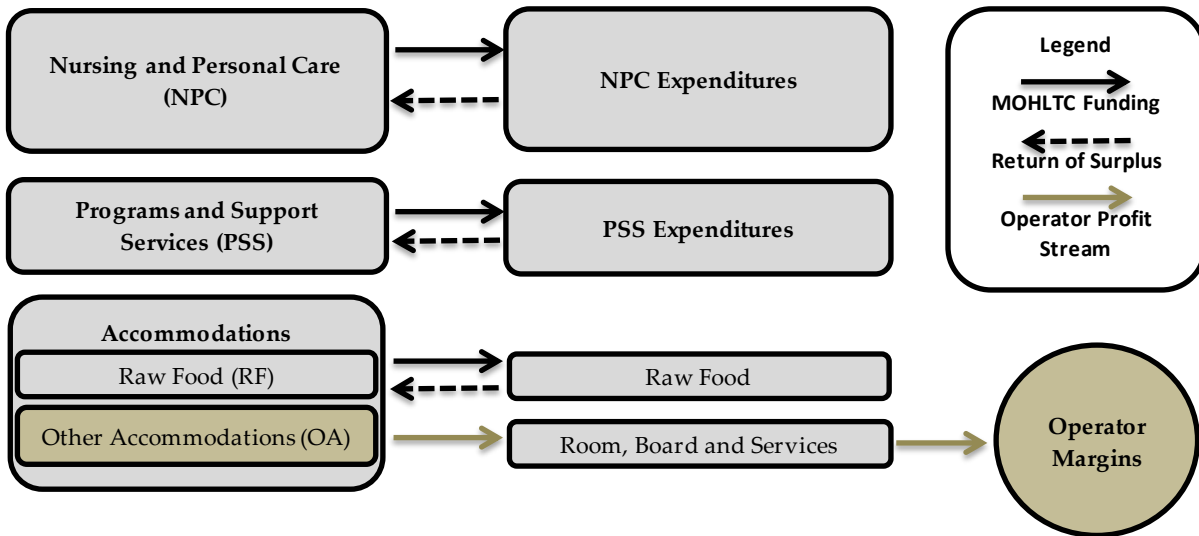 Nursing and Personal Care
(NPC)
NPC Expenditures
Legend
MOHLTC Funding
Return of Surplus
Operator Profit
Stream
Programs and Support
Services (PSS)
PSS Expenditures
Accommodations
Raw Food (RF)
Raw Food
Other Accommodations (OA)
Room, Board and Services
Operator
Margins